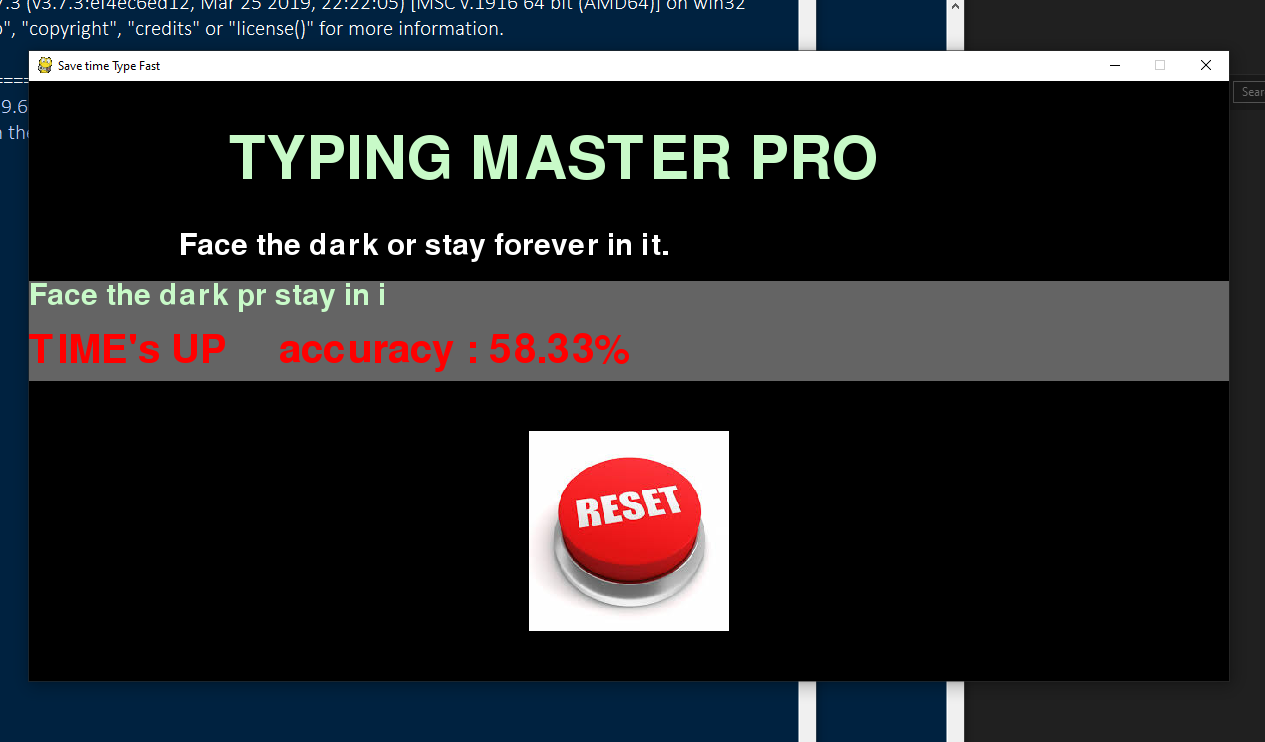 7.3 (v3.7.3:ef4ec6ed12, Mar 25 2019, 22:22:05) [MSC v.1916 64 bit (AMD64)] on win32
", "copyright", "credits" or "license()" for more information.
Save time Type Fast
====
9.6
Sear
the
TYPING MASTER PRO
Face the dark or stay forever in it.
Face the dark pr stay in i
TIME's UP accuracy : 58.33%
RESET